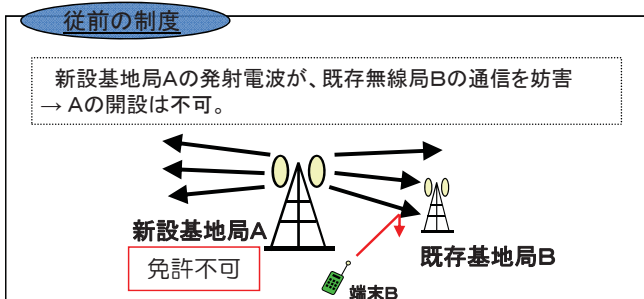 従前の制度
新設基地局Aの発射電波が、既存無線局Bの通信を妨害
→ Aの開設は不可。
新設基地局A
免許不可
既存基地局B
端末B